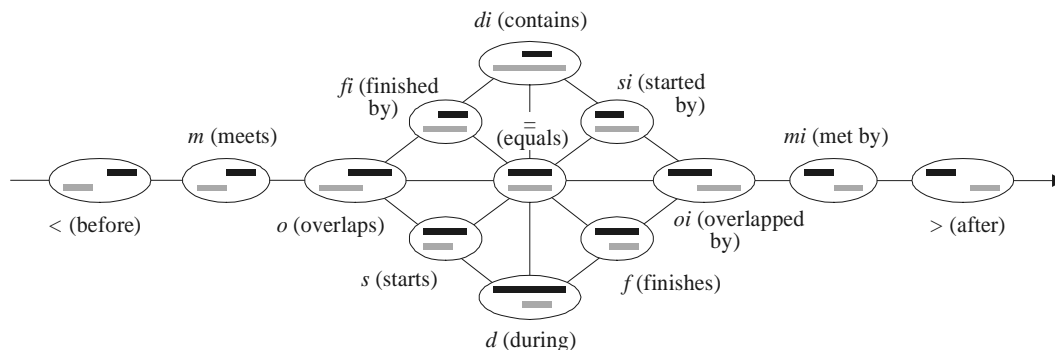 di (contains)
fi (finished
by)
si (started
by)
=
(equals)
m (meets)
mi (met by)
< (before)
o (overlaps)
oi (overlapped
by)
> (after)
s (starts)
f (finishes)
d (during)